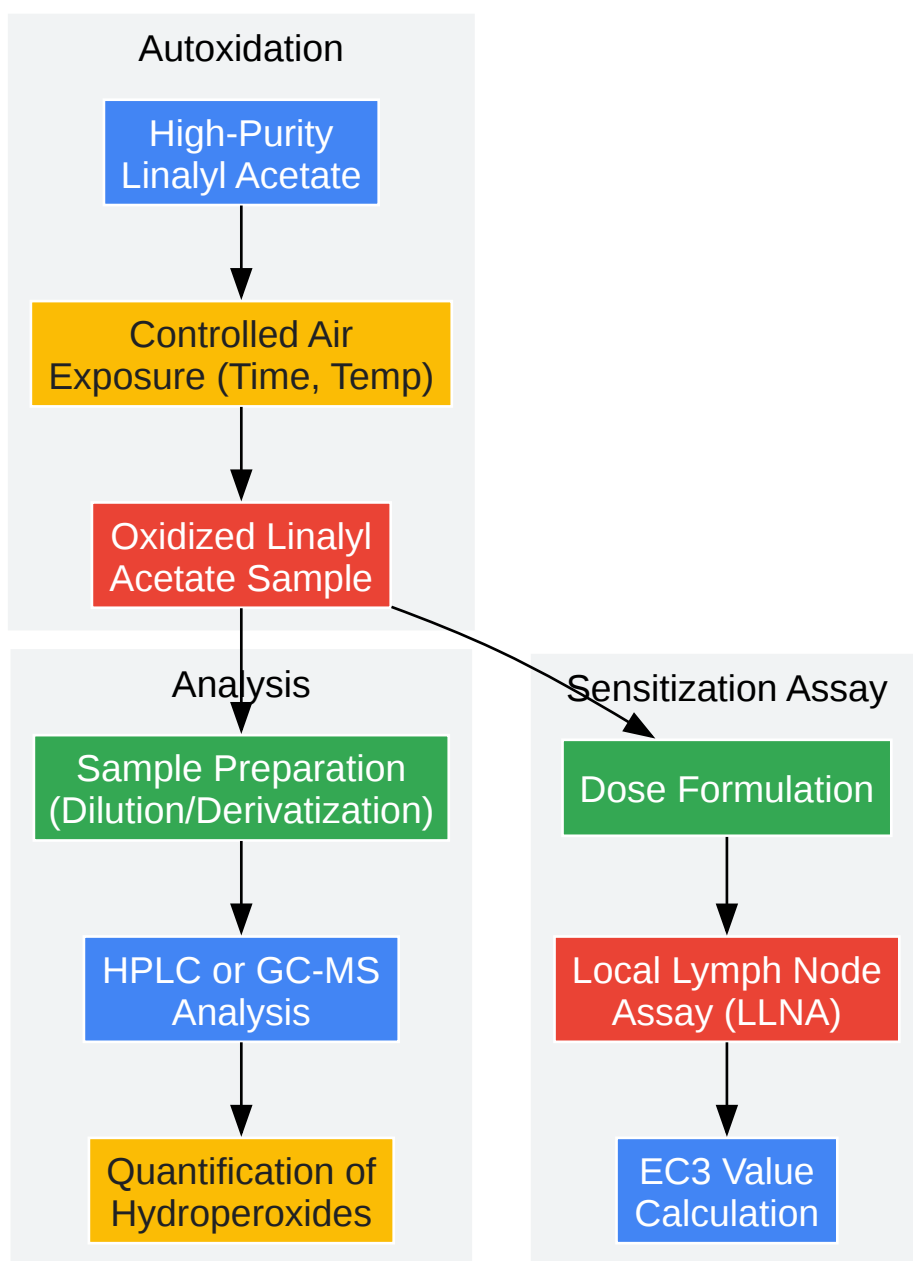 Autoxidation
High-Purity
Linalyl Acetate
Controlled Air
Exposure (Time, Temp)
Oxidized Linalyl
Acetate Sample
Analysis
Sample Preparation
(Dilution/Derivatization)
HPLC or GC-MS
Analysis
Quantification of
Hydroperoxides
Sensitization Assay
Dose Formulation
Local Lymph Node
Assay (LLNA)
EC3 Value
Calculation